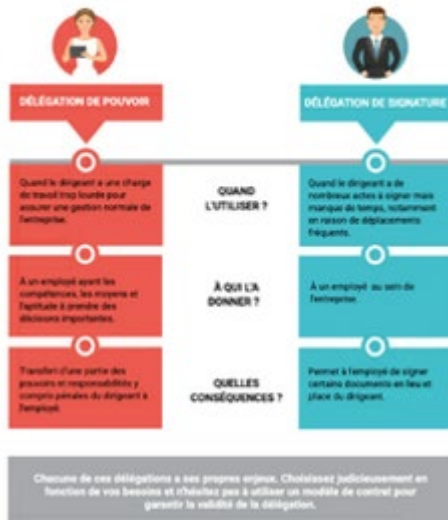 DÉLÉGATION DE POUVOIR
DÉLÉGATION DE SIGNATURE
Quand le dirigeant a une charge
de travail trop lourde pour
assurer une gestion normale de
l'entreprise.
QUAND
L'UTILISER ?
Quand le dirigeant a de
nombreux actes à signer mais
manque de temps, notamment
en raison de déplacements
fréquents.
À un employé ayant les
compétences, les moyens et
l'aptitude à prendre des
décisions importantes.
À QUI LA
DONNER ?
À un employé au sein de
l'entreprise.
Transfert d'une partie des
pouvoirs et responsabilités y
compris pénales du dirigeant à
l'employé.
QUELLES
CONSÉQUENCES ?
Permet à l'employé de signer
certains documents en lieu et
place du dirigeant.
Chacune de ces délégations a ses propres enjeux. Choisissez judicieusement en
fonction de vos besoins et n'hésitez pas à utiliser un modèle de contrat pour
garantir la validité de la délégation.